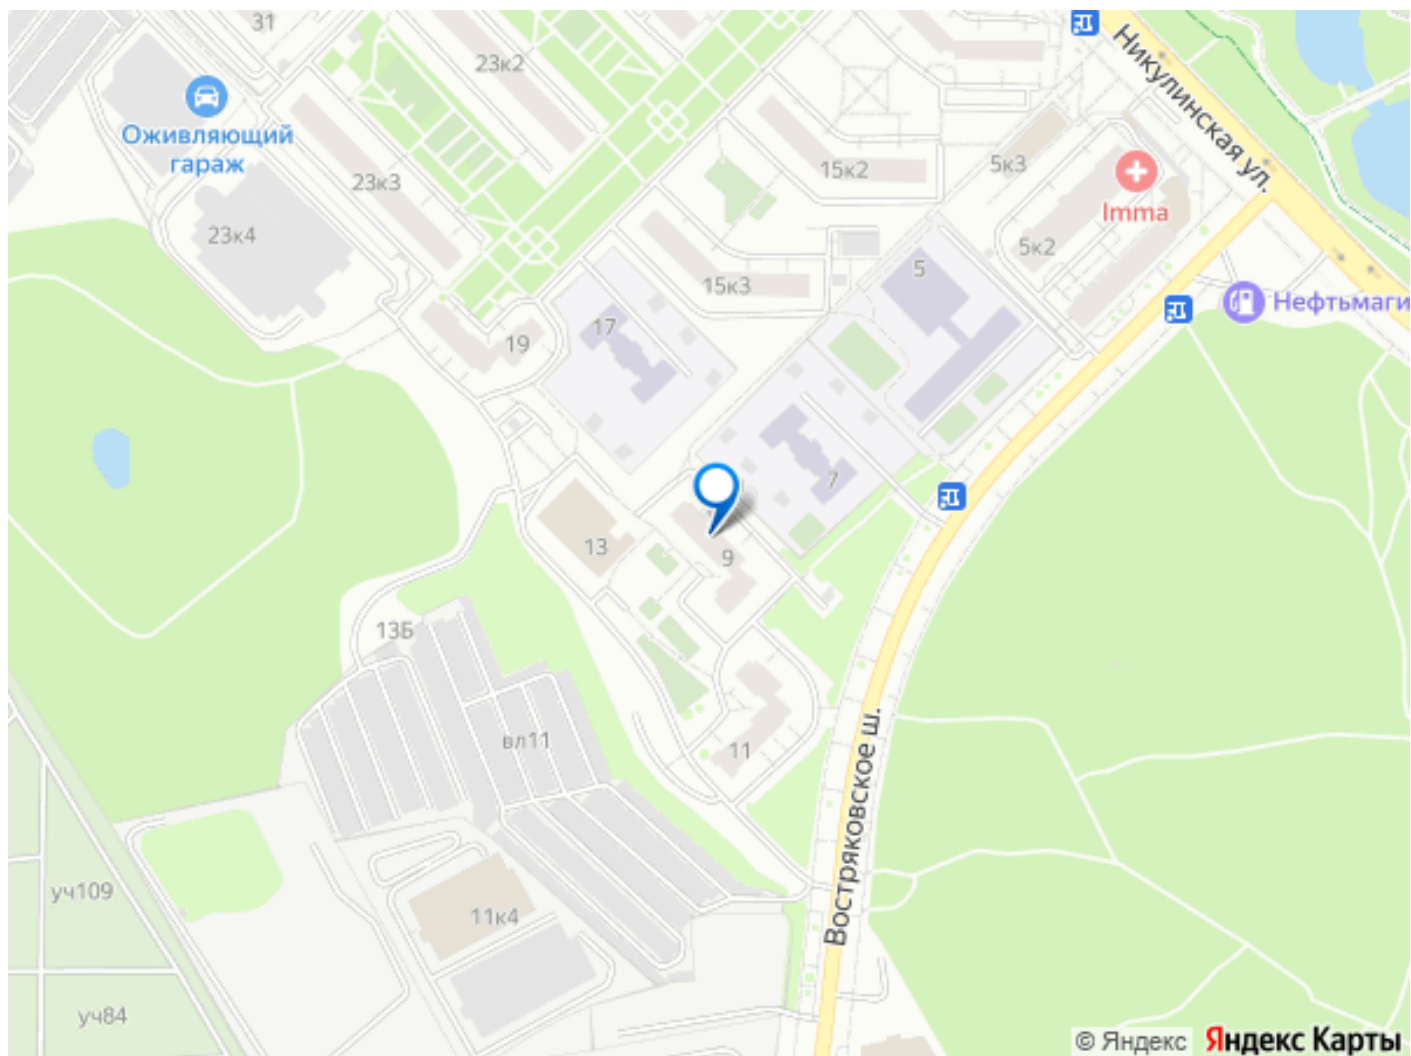 31
23к2
Никулинская ул.
Оживляющий
гараж
15к2
5к3
23к3
Imma
23к4
5к2
5
15к3
Нефтьмаги
17
19
7
13
9
13Б
вл11
11
Востряковское ш.
уч109
11к4
уч84
© Яндекс Яндекс Карты